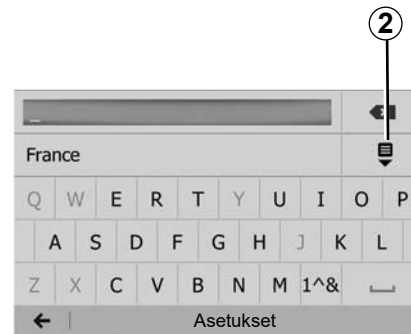 2
_
France
Q W E R T Y U I O P
A S D F G H J K L
Z X C V B N M 1^&
Asetukset